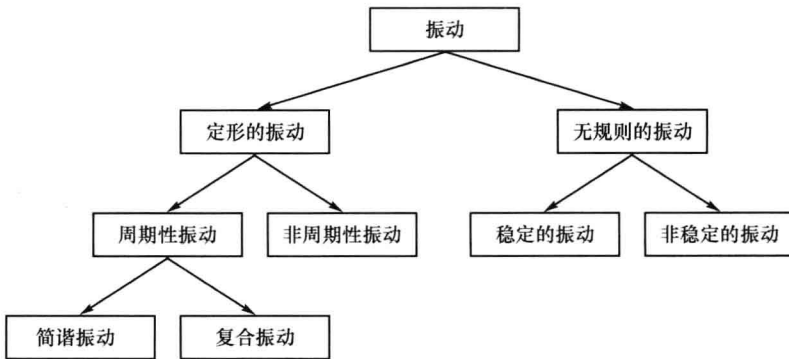 振动
定形的振动
无规则的振动
周期性振动
非周期性振动
稳定的振动
非稳定的振动
简谐振动
复合振动